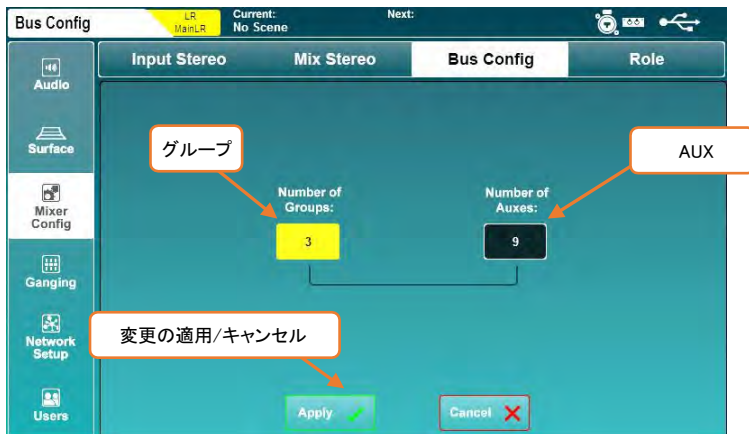 Bus Config
LR
MainLR
Current:
No Scene
Next:
Audio
Surface
Mixer
Config
Ganging
Network
Setup
Users
Input Stereo
Mix Stereo
Bus Config
Role
グループ
AUX
Number of
Groups:
3
Number of
Auxes:
9
変更の適用/キャンセル
Apply
Cancel